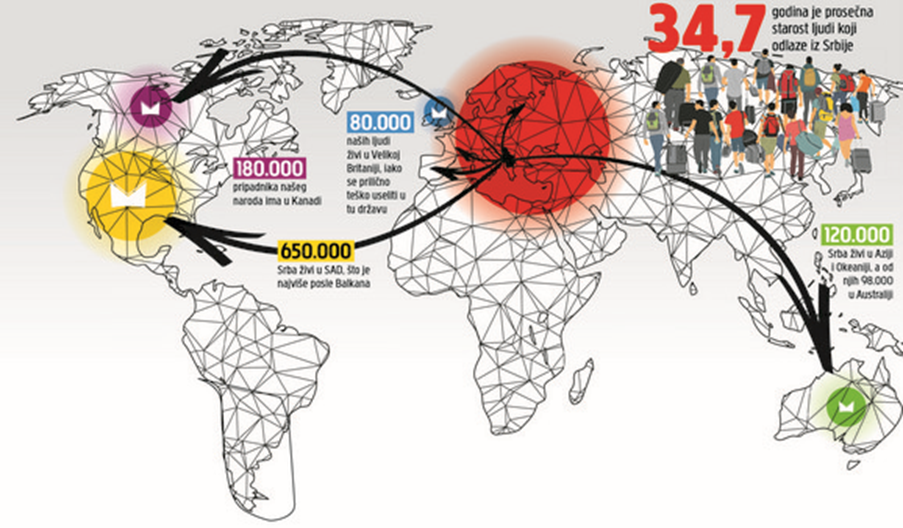 34,7
godina je prosečna
starost ljudi koji
odlaze iz Srbije
80.000
naših ljudi
živi u Velikoj
Britaniji, iako
se prilično
teško useliti u
tu državu
180.000
pripadnika našeg
naroda ima u Kanadi
650.000
Srba živi u SAD, što je
najviše posle Balkana
120.000
Srba živi u Aziji
i Okeaniji, a od
njih 98.000
u Australiji